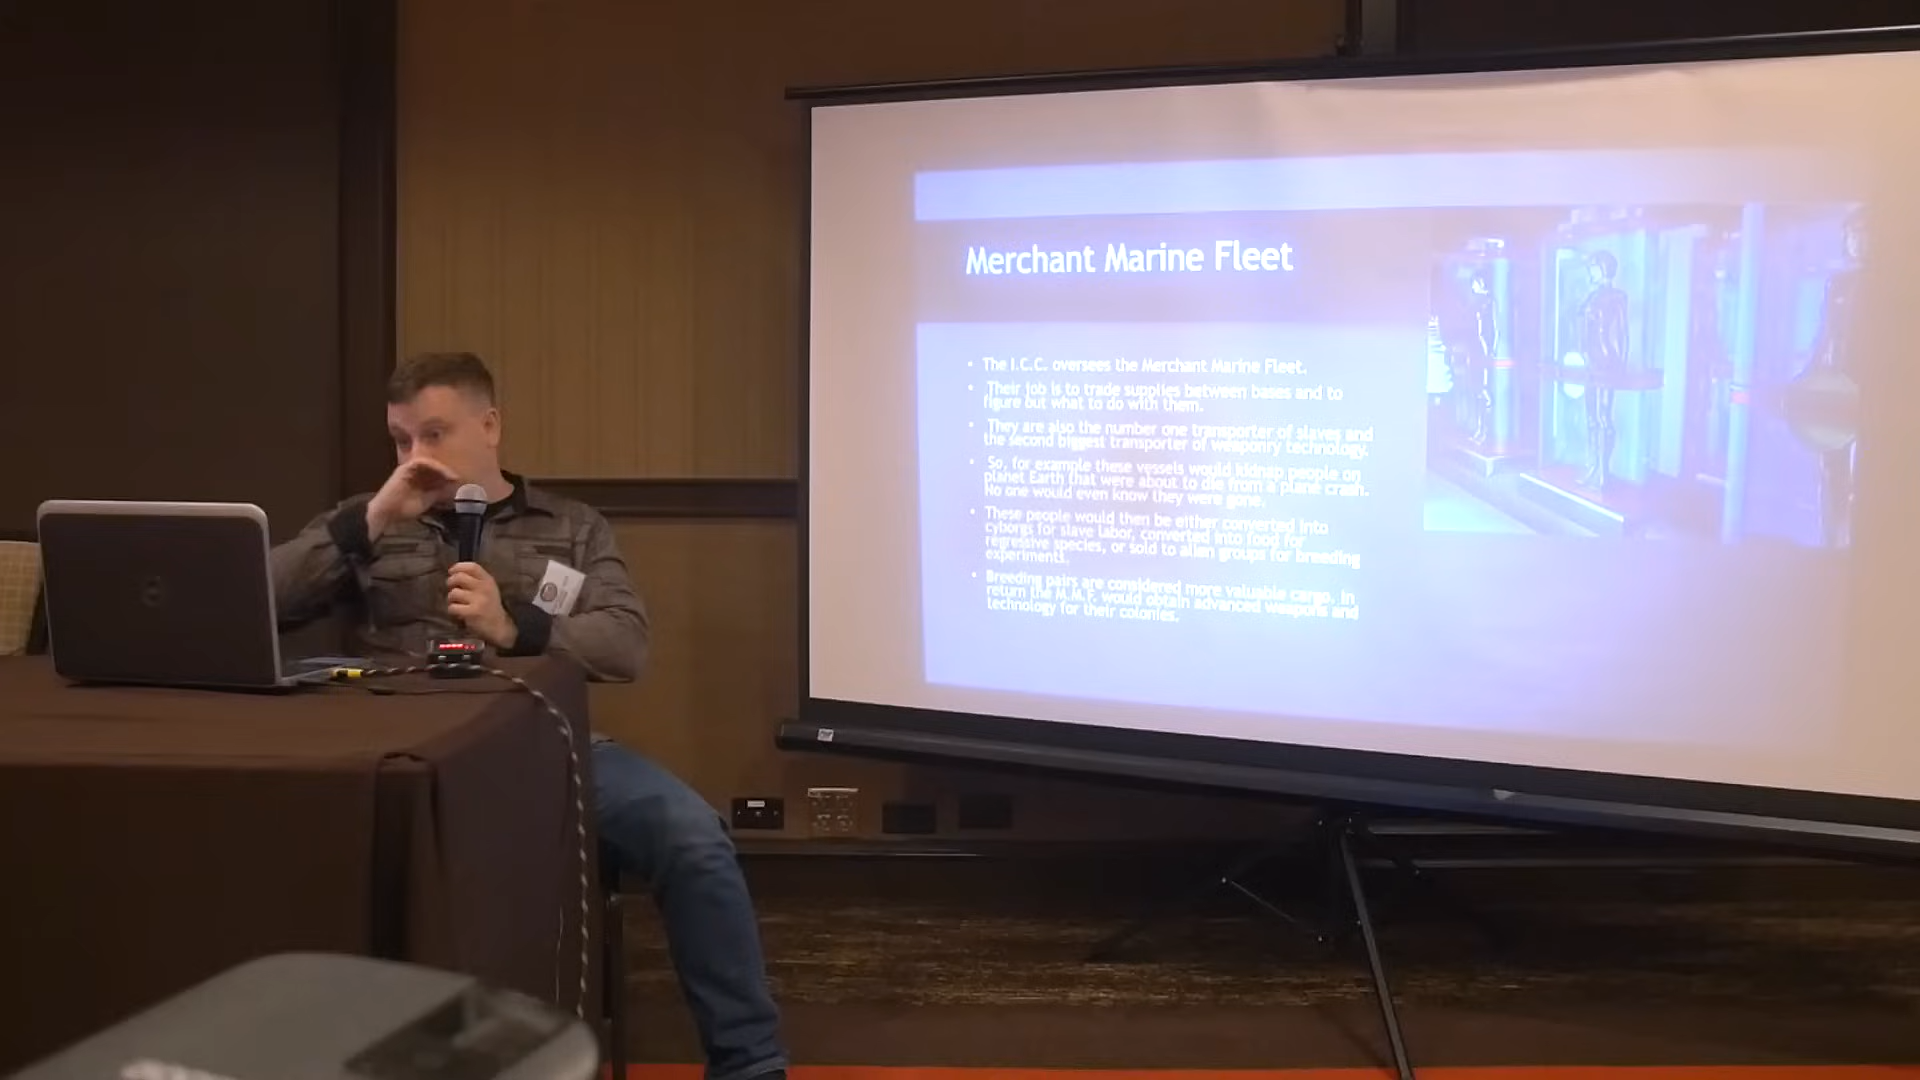 Merchant Marine Fleet
• The I.C.C. oversees the Merchant Marine Fleet.
• Their job is to trade supplies between bases and to
figure out what to do with them.
• They are also the number one transporter of slaves and
the second biggest transporter of weaponry technology.
• So, for example these vessels would kidnap people on
planet Earth that were about to die from a plane crash.
No one would even know they were gone.
• These people would then be either converted into
cyborgs for slave labor, converted into food for
regressive species, or sold to alien groups for breeding
experiments.
• Breeding pairs are considered more valuable cargo. In
return the M.M.F. would obtain advanced weapons and
technology for their colonies.